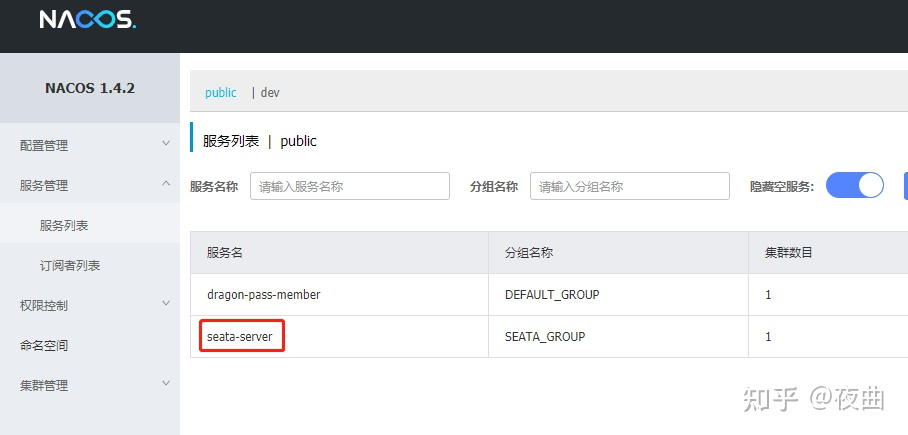 NACOS.
NACOS 1.4.2
配置管理
服务管理
服务列表
订阅者列表
权限控制
命名空间
集群管理
public | dev
服务列表 | public
服务名称 请输入服务名称 分组名称 请输入分组名称 隐藏空服务:
服务名 分组名称 集群数目
dragon-pass-member DEFAULT_GROUP 1
seata-server SEATA_GROUP 1
知乎 @夜曲